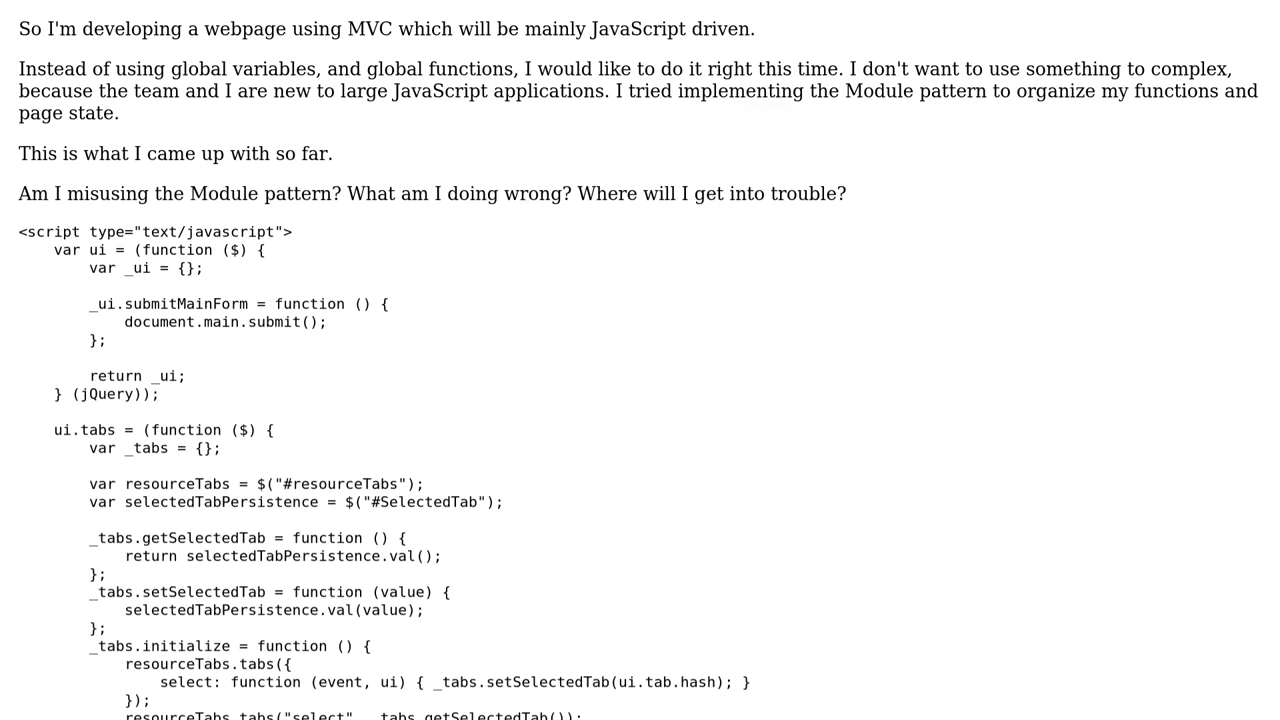 So I'm developing a webpage using MVC which will be mainly JavaScript driven.
Instead of using global variables, and global functions, I would like to do it right this time. I don't want to use something to complex,
because the team and I are new to large JavaScript applications. I tried implementing the Module pattern to organize my functions and
page state.
This is what I came up with so far.
Am I misusing the Module pattern? What am I doing wrong? Where will I get into trouble?
<script type="text/javascript">
    var ui = (function ($) {
        var _ui = {};

        _ui.submitMainForm = function () {
            document.main.submit();
        };

        return _ui;
    } (jQuery));

    ui.tabs = (function ($) {
        var _tabs = {};

        var resourceTabs = $("#resourceTabs");
        var selectedTabPersistence = $("#SelectedTab");

        _tabs.getSelectedTab = function () {
            return selectedTabPersistence.val();
        };
        _tabs.setSelectedTab = function (value) {
            selectedTabPersistence.val(value);
        };
        _tabs.initialize = function () {
            resourceTabs.tabs({
                select: function (event, ui) { _tabs.setSelectedTab(ui.tab.hash); }
            });
            resourceTabs.tabs("select", _tabs.getSelectedTab());